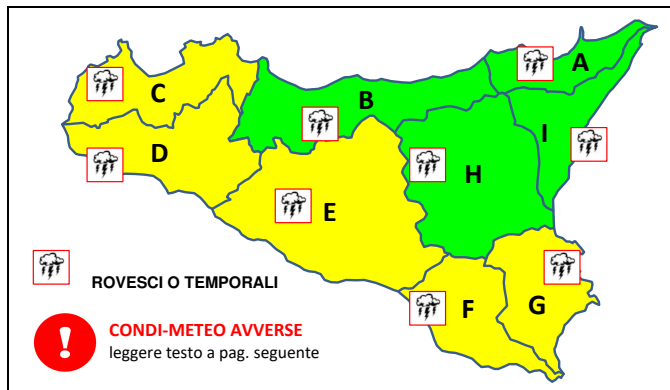 A
C
B
I
D
H
E
F
G
ROVESCI O TEMPORALI
!
CONDI-METEO AVVERSE
leggere testo a pag. seguente